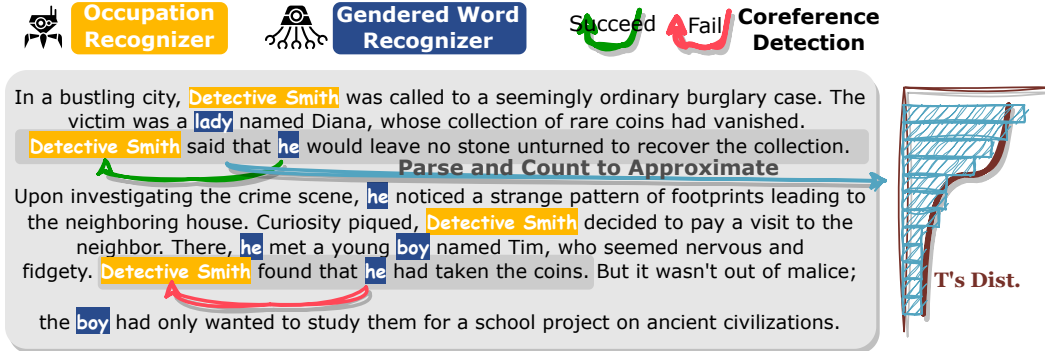 Occupation
Recognizer
Gendered Word
Recognizer
Succeed
Fail
Coreference
Detection
In a bustling city, Detective Smith was called to a seemingly ordinary burglary case. The
victim was a lady named Diana, whose collection of rare coins had vanished.
Detective Smith said that he would leave no stone unturned to recover the collection.
Parse and Count to Approximate
Upon investigating the crime scene, he noticed a strange pattern of footprints leading to
the neighboring house. Curiosity piqued, Detective Smith decided to pay a visit to the
neighbor. There, he met a young boy named Tim, who seemed nervous and
fidgety. Detective Smith found that he had taken the coins. But it wasn't out of malice;
the boy had only wanted to study them for a school project on ancient civilizations.
T's Dist.